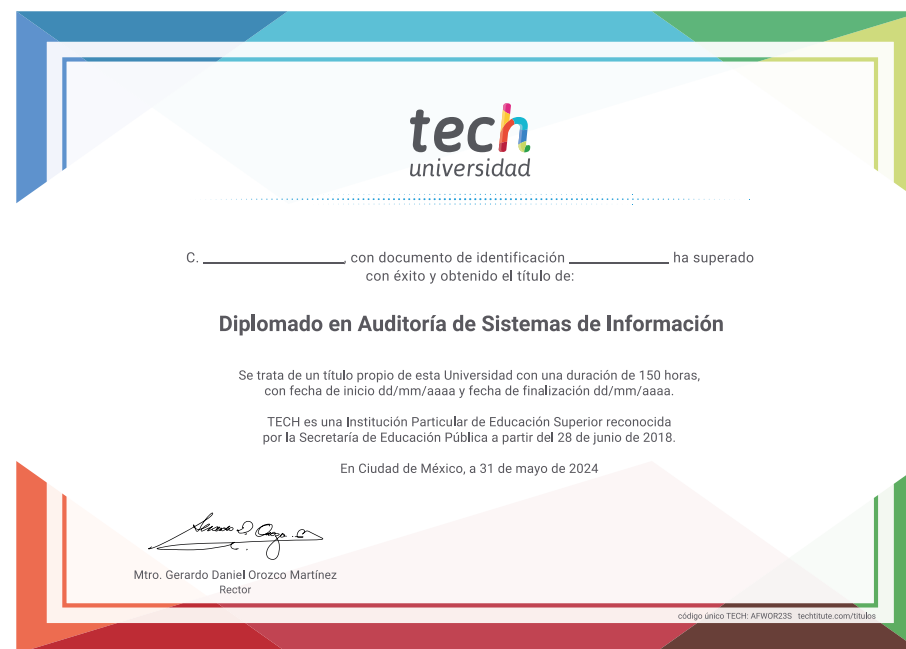 tech
universidad
C. ____________, con documento de identificación ____________ ha superado
con éxito y obtenido el título de:
Diplomado en Auditoría de Sistemas de Información
Se trata de un título propio de esta Universidad con una duración de 150 horas,
con fecha de inicio dd/mm/aaaa y fecha de finalización dd/mm/aaaa.
TECH es una Institución Particular de Educación Superior reconocida
por la Secretaría de Educación Pública a partir del 28 de junio de 2018.
En Ciudad de México, a 31 de mayo de 2024
Mtro. Gerardo Daniel Orozco Martínez
Rector
código único TECH: AFWOR23S techtitute.com/titulos